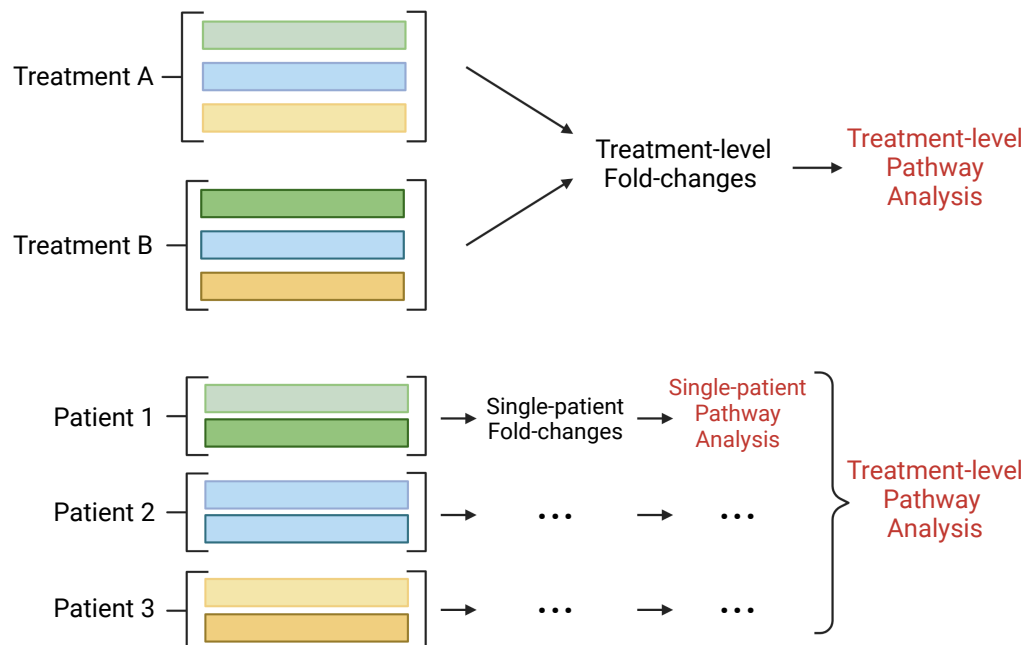 Treatment A
Treatment B
Treatment-level
Fold-changes
Treatment-level
Pathway
Analysis
Patient 1
Single-patient
Fold-changes
Single-patient
Pathway
Analysis
Patient 2
...
...
Patient 3
...
...
Treatment-level
Pathway
Analysis